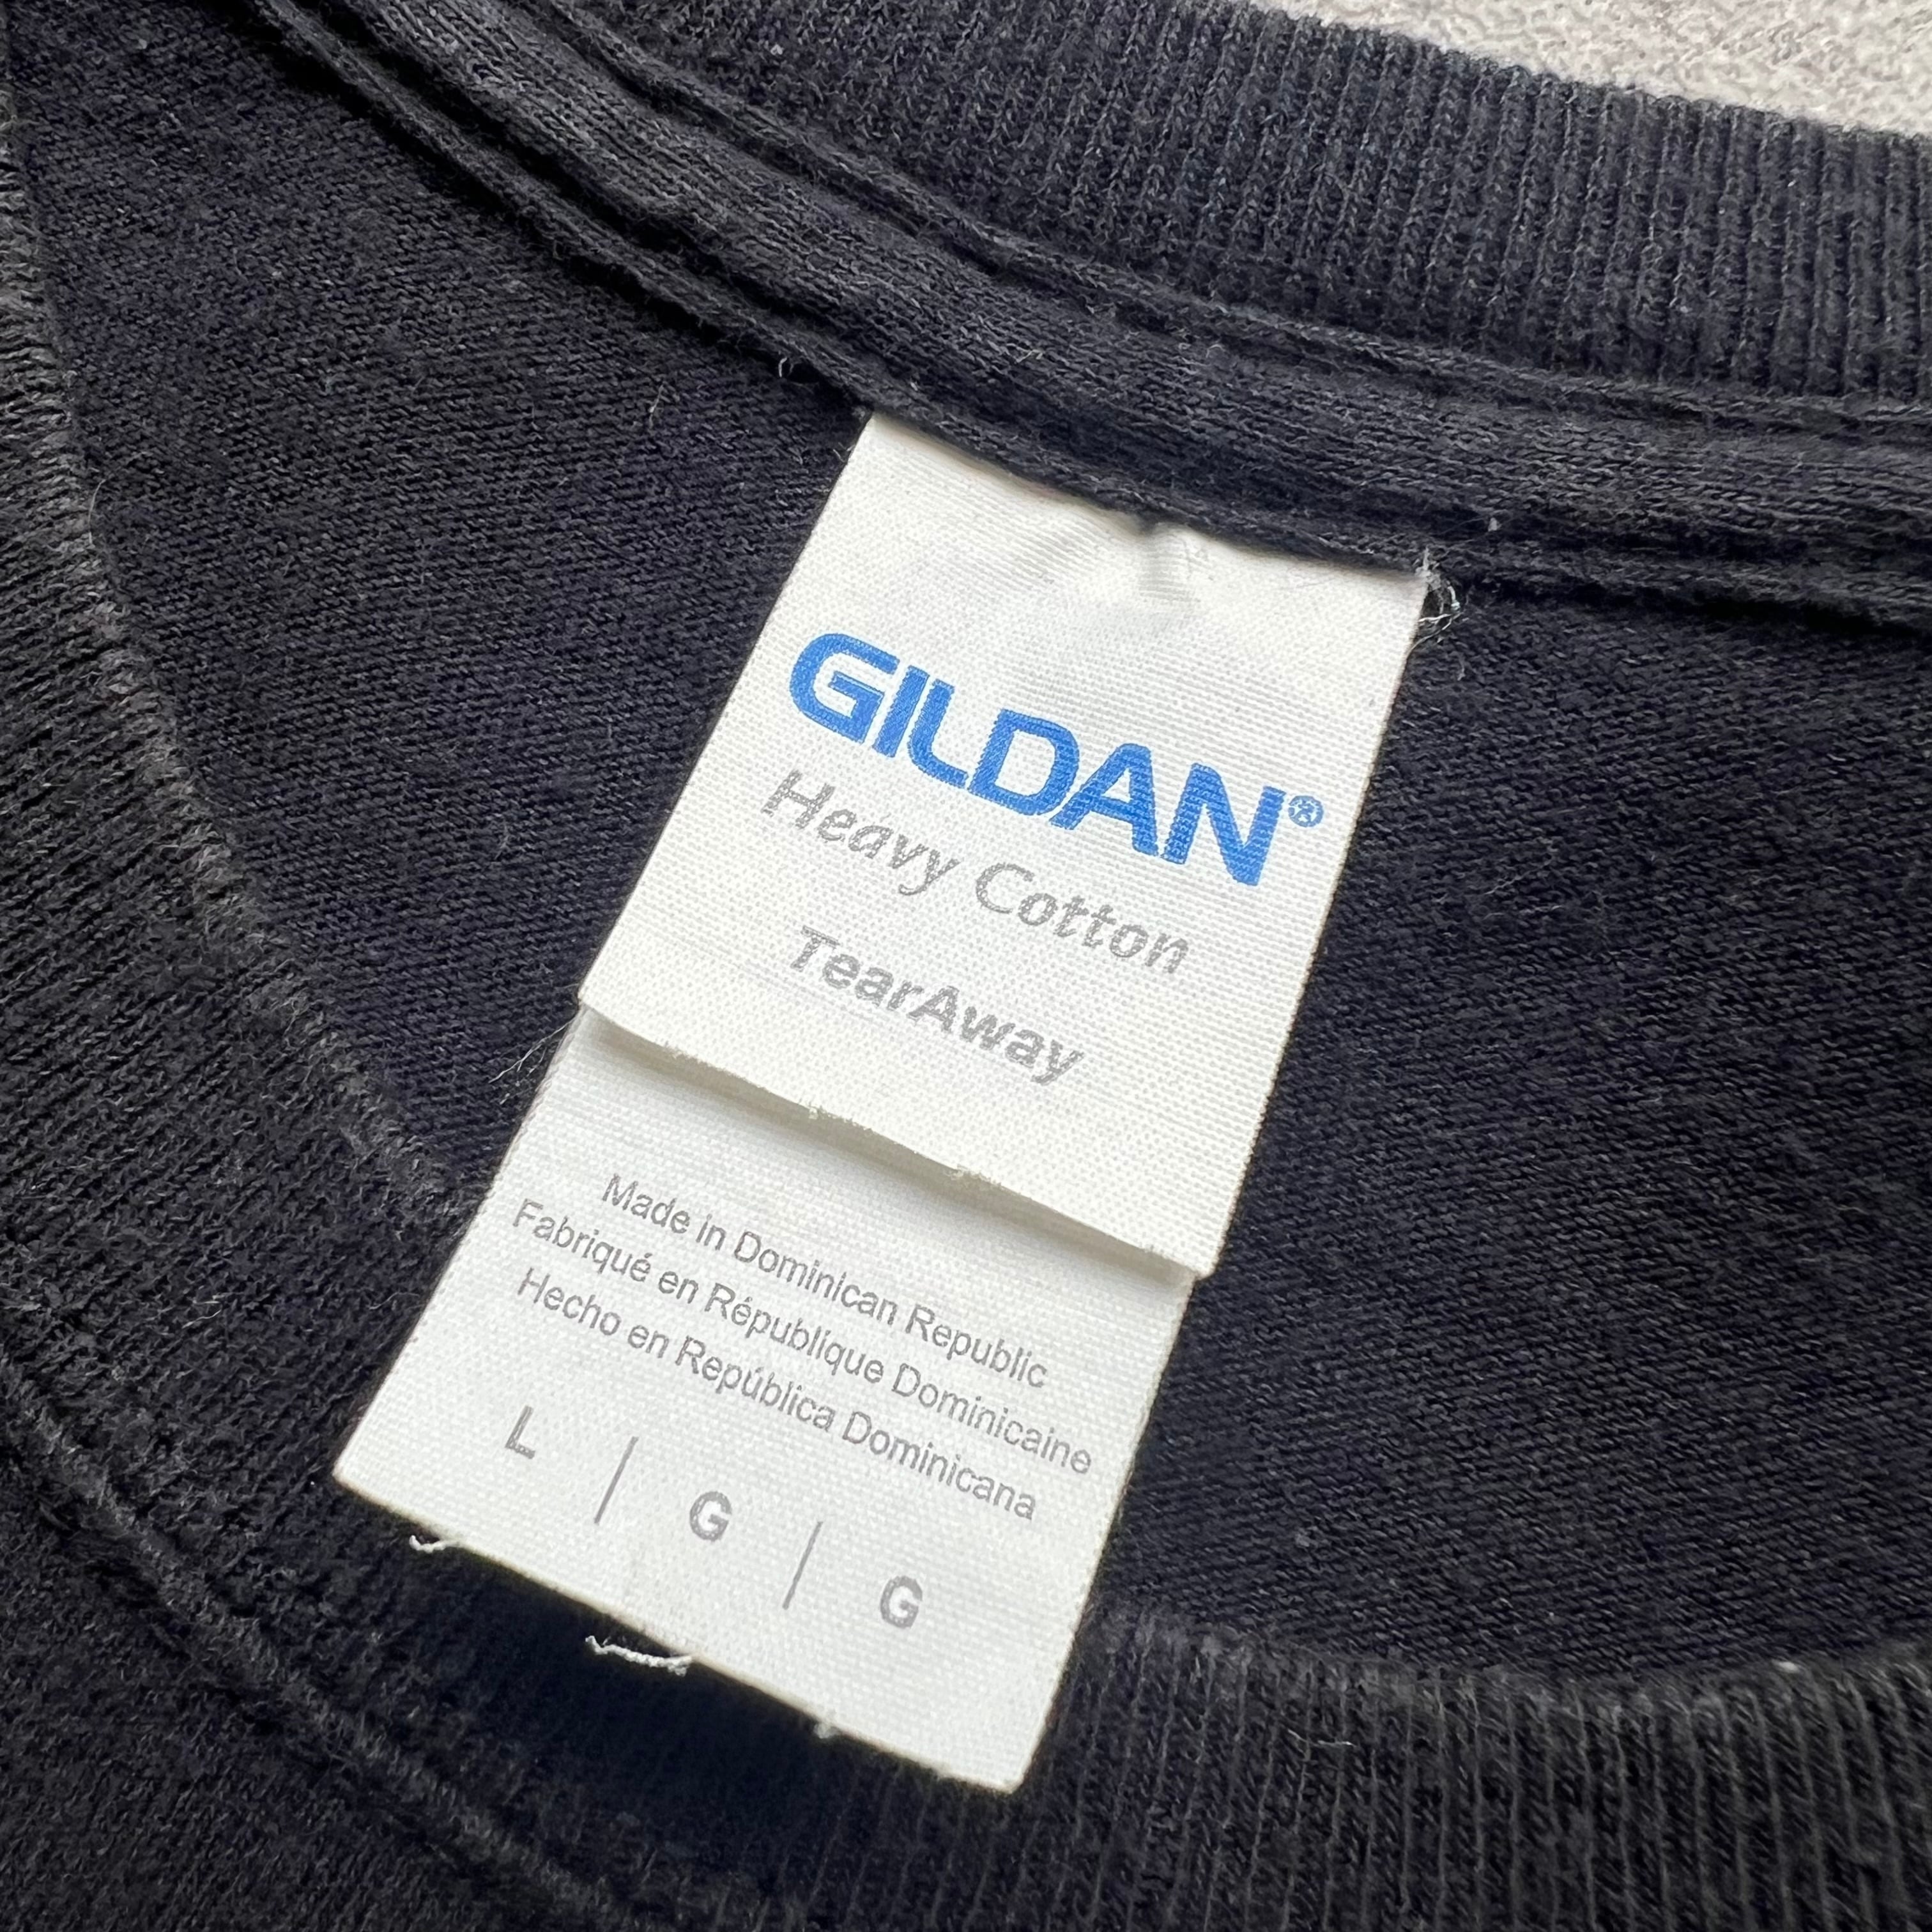 GILDAN®
Heavy Cotton
TearAway
Made in Dominican Republic
Fabriqué en République Dominicaine
Hecho en República Dominicana
L | G | G